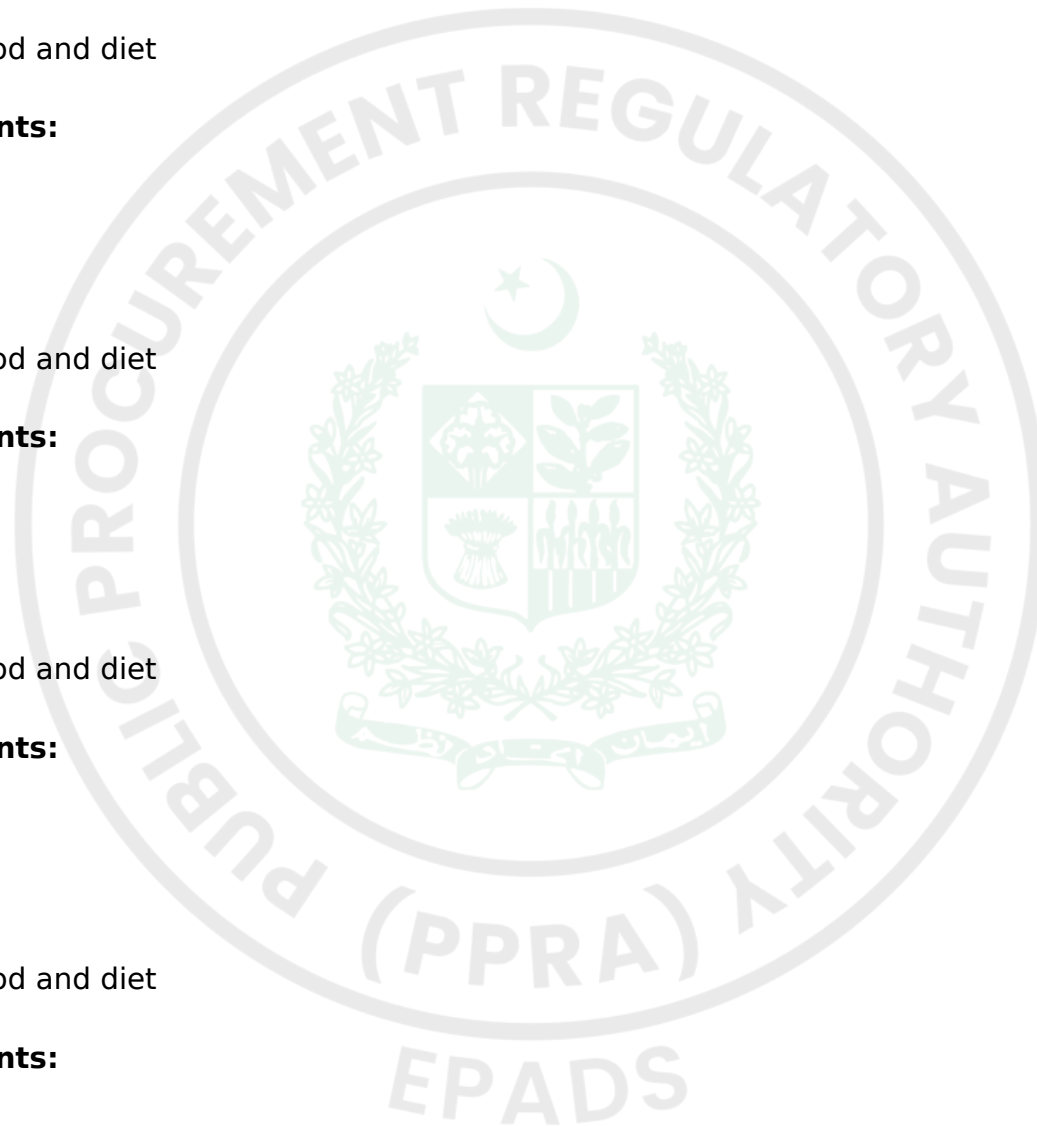 od and diet
nts:
od and diet
nts:
od and diet
nts:
od and diet
nts:
PUBLIC PROCUREMENT REGULATORY AUTHORITY
(PPRA)
EPADS